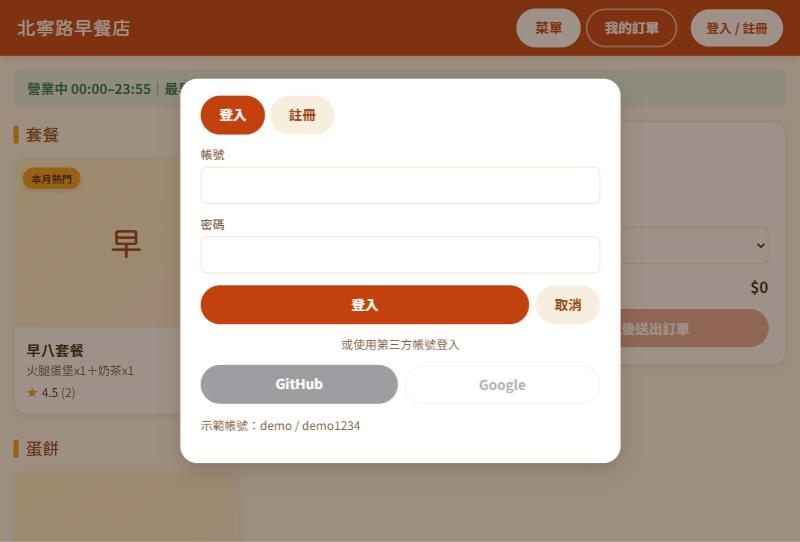 北寧路早餐店
菜單
我的訂單
登入 / 註冊
營業中 00:00–23:55｜最
套餐
本月熱門
早
早八套餐
火腿蛋堡x1＋奶茶x1
★ 4.5 (2)
蛋餅
登入
註冊
帳號
密碼
登入
取消
或使用第三方帳號登入
GitHub
Google
示範帳號：demo / demo1234
$0
後送出訂單